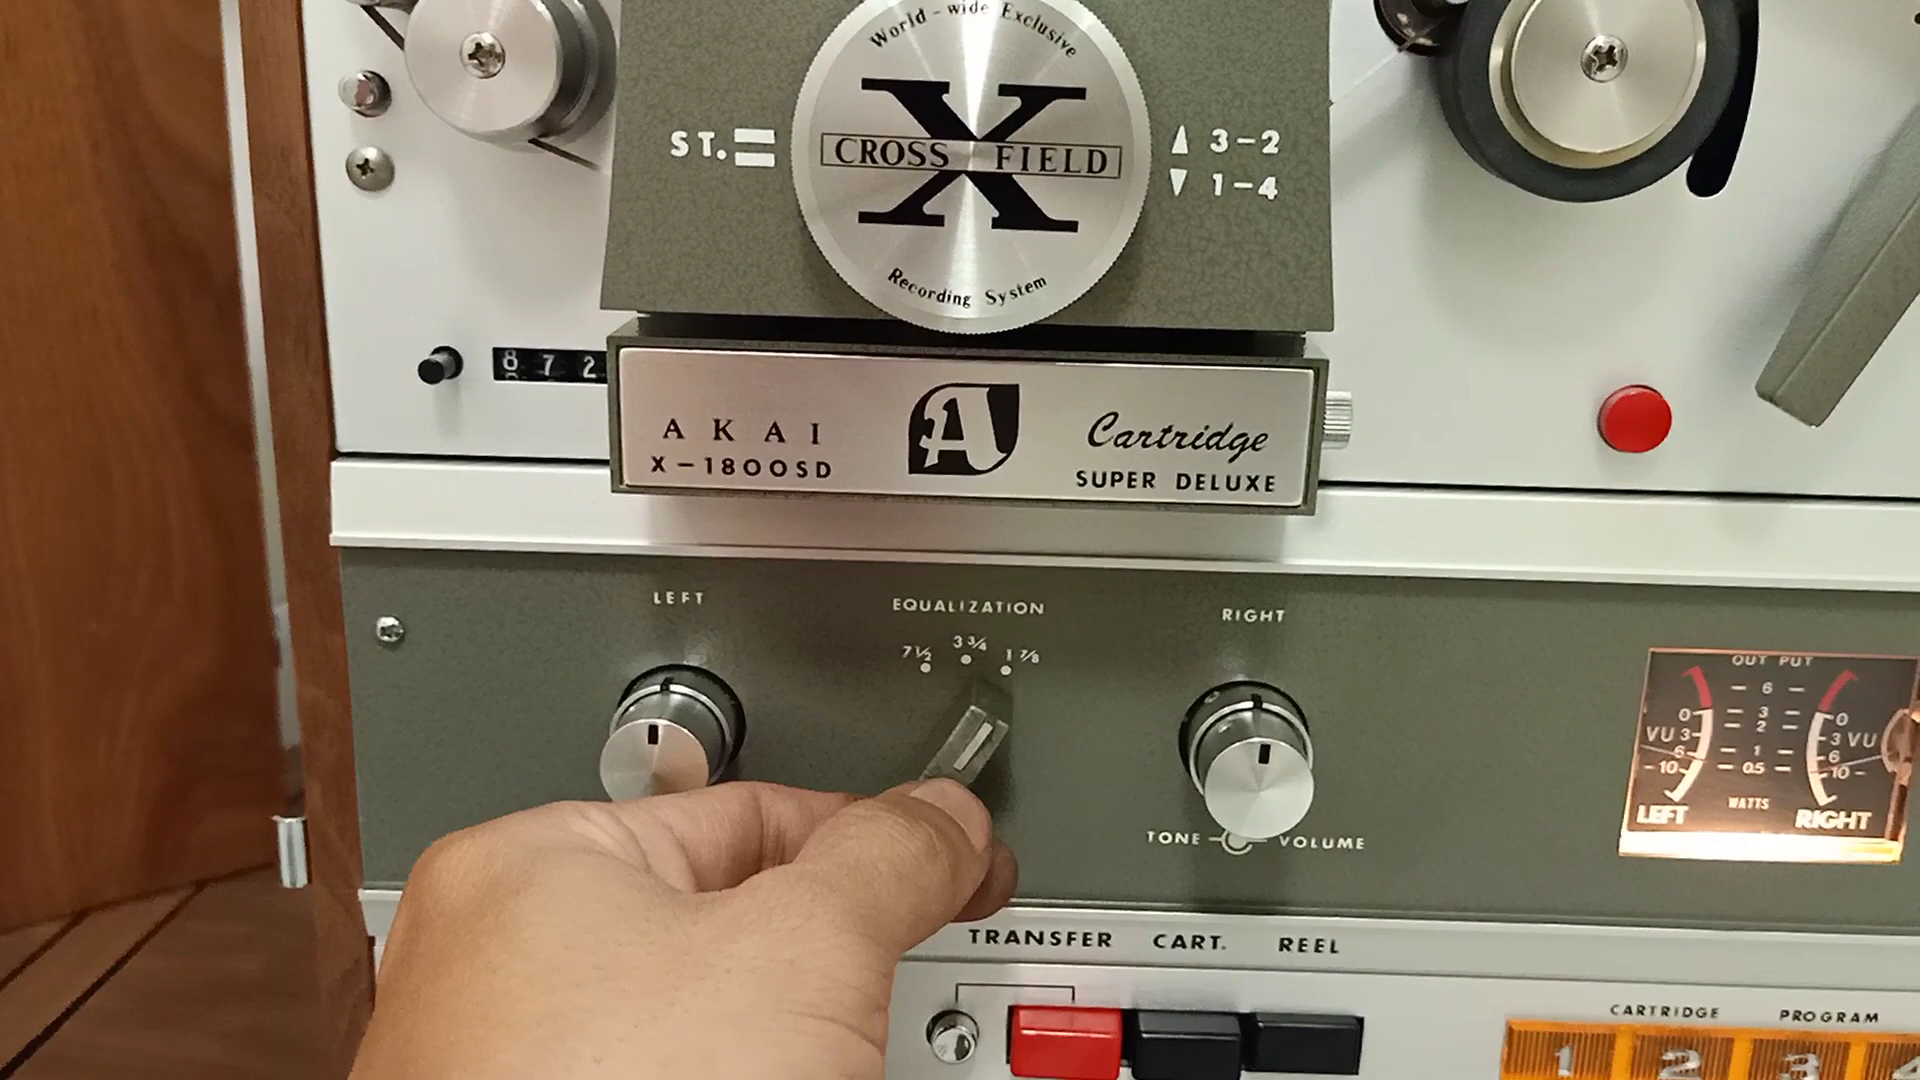 World-wide Exclusive
X
CROSS FIELD
Recording System
ST.
3-2
1-4
872
AKAI
X-1800SD
A
Cartridge
SUPER DELUXE
LEFT
EQUALIZATION
7½ 3¾ 1⅞
RIGHT
TONE VOLUME
OUT PUT
6
0 3 0
2
VU 3 3 VU
6 1 6
-10 0.5 10-
WATTS
LEFT RIGHT
TRANSFER CART. REEL
CARTRIDGE PROGRAM
1 2 3 4